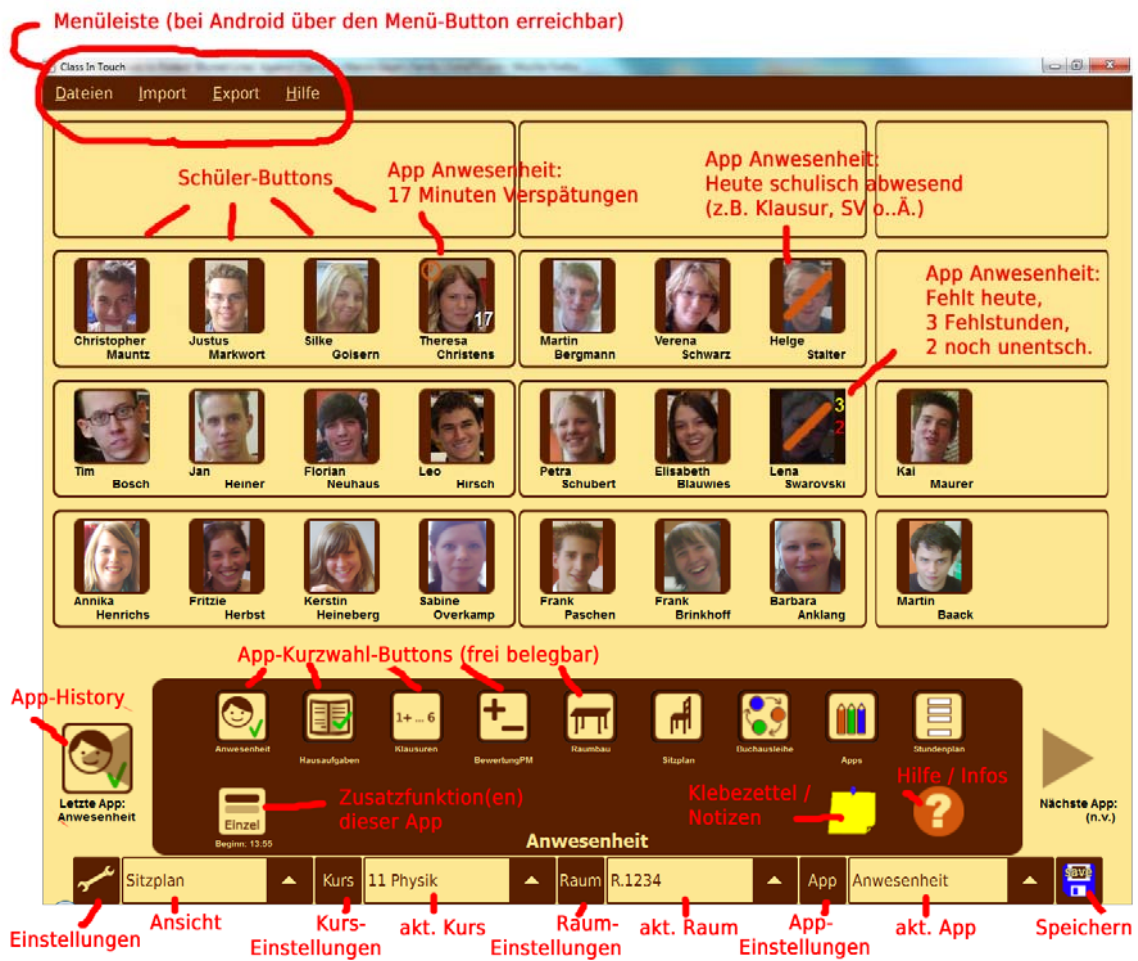 Menüleiste (bei Android über den Menü-Button erreichbar)
Class In Touch
Dateien Import Export Hilfe
Schüler-Buttons
App Anwesenheit:
17 Minuten Verspätungen
App Anwesenheit:
Heute schulisch abwesend
(z.B. Klausur, SV o..Ä.)
App Anwesenheit:
Fehlt heute,
3 Fehlstunden,
2 noch unentsch.
17
Christopher Mauntz
Justus Markwort
Silke Goisern
Theresa Christens
Martin Bergmann
Verena Schwarz
Helge Stalter
3
2
Tim Bosch
Jan Heiner
Florian Neuhaus
Leo Hirsch
Petra Schubert
Elisabeth Blauwies
Lena Swarovski
Kai Maurer
Annika Henrichs
Fritzie Herbst
Kerstin Heineberg
Sabine Overkamp
Frank Paschen
Frank Brinkhoff
Barbara Anklang
Martin Baack
App-Kurzwahl-Buttons (frei belegbar)
App-History
1+ ... 6
Anwesenheit
Hausaufgaben
Klausuren
BewertungPM
Raumbau
Sitzplan
Buchausleihe
Apps
Stundenplan
Letzte App:
Anwesenheit
Einzel
Beginn: 13:55
Zusatzfunktion(en)
dieser App
Klebezettel /
Notizen
Hilfe / Infos
?
Nächste App:
(n.v.)
Anwesenheit
Sitzplan Kurs 11 Physik Raum R.1234 App Anwesenheit save
Einstellungen
Ansicht
Kurs-
Einstellungen
akt. Kurs
Raum-
Einstellungen
akt. Raum
App-
Einstellungen
akt. App
Speichern